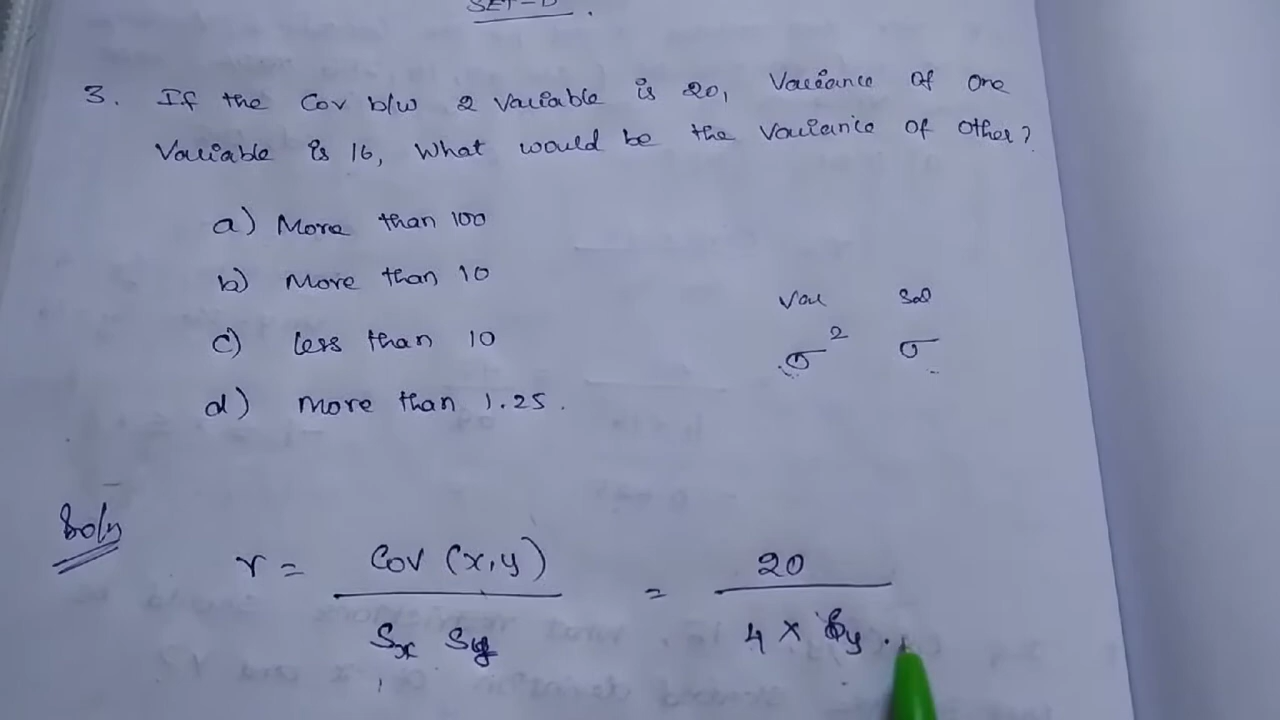 SET-D.
3. If the Cov b/w 2 Variable is 20, Variance of One
Variable is 16, What would be the Variance of Other?
a) More than 100
b) More than 10
c) less than 10
d) more than 1.25.
Var Sd
σ² σ
Soln
r = Cov (x,y) / Sx Sy = 20 / 4 × Sy.